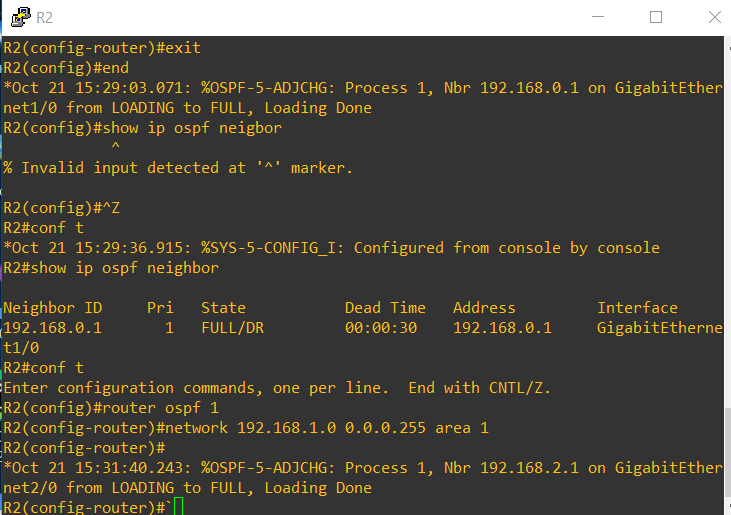 R2
R2(config-router)#exit
R2(config)#end
*Oct 21 15:29:03.071: %OSPF-5-ADJCHG: Process 1, Nbr 192.168.0.1 on GigabitEther
net1/0 from LOADING to FULL, Loading Done
R2(config)#show ip ospf neigbor
           ^
% Invalid input detected at '^' marker.

R2(config)#^Z
R2#conf t
*Oct 21 15:29:36.915: %SYS-5-CONFIG_I: Configured from console by console
R2#show ip ospf neighbor

Neighbor ID     Pri   State           Dead Time   Address         Interface
192.168.0.1       1   FULL/DR         00:00:30    192.168.0.1     GigabitEtherne
t1/0
R2#conf t
Enter configuration commands, one per line.  End with CNTL/Z.
R2(config)#router ospf 1
R2(config-router)#network 192.168.1.0 0.0.0.255 area 1
R2(config-router)#
*Oct 21 15:31:40.243: %OSPF-5-ADJCHG: Process 1, Nbr 192.168.2.1 on GigabitEther
net2/0 from LOADING to FULL, Loading Done
R2(config-router)#`